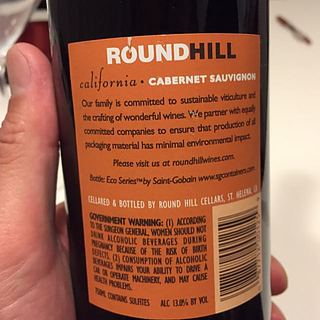 ROUNDHILL
california • CABERNET SAUVIGNON
Our family is committed to sustainable viticulture and
the crafting of wonderful wines. We partner with equally
committed companies to ensure that production of all
packaging material has minimal environmental impact.
Please visit us at roundhillwines.com.
Bottle: Eco Series™ by Saint-Gobain www.sgcontainers.com
CELLARED & BOTTLED BY ROUND HILL CELLARS, ST. HELENA, CA
GOVERNMENT WARNING: (1) ACCORDING
TO THE SURGEON GENERAL, WOMEN SHOULD NOT
DRINK ALCOHOLIC BEVERAGES DURING
PREGNANCY BECAUSE OF THE RISK OF BIRTH
DEFECTS. (2) CONSUMPTION OF ALCOHOLIC
BEVERAGES IMPAIRS YOUR ABILITY TO DRIVE A
CAR OR OPERATE MACHINERY, AND MAY CAUSE
HEALTH PROBLEMS.
750ML CONTAINS SULFITES ALC 13.0% BY VOL